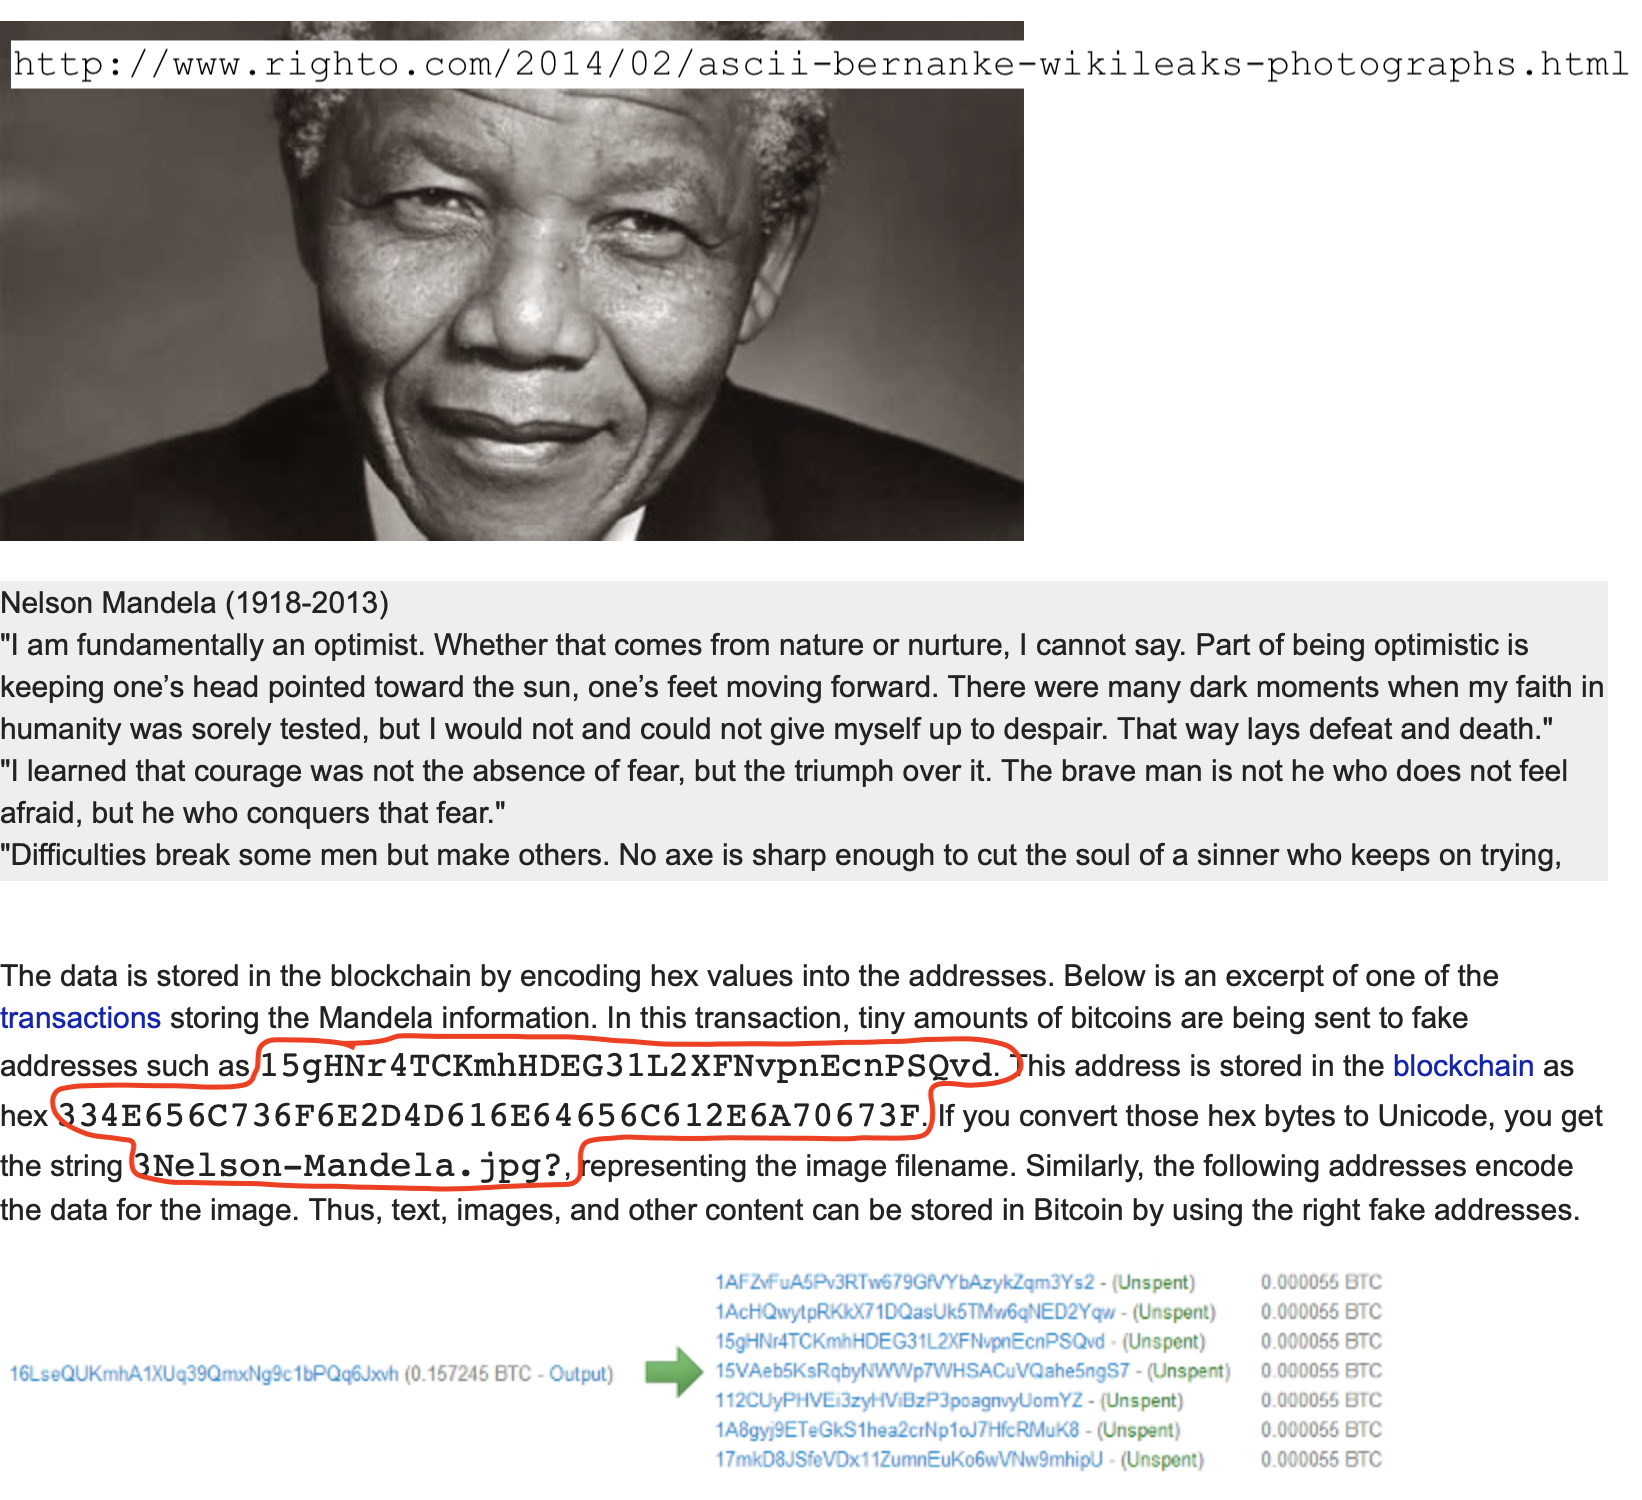 http://www.righto.com/2014/02/ascii-bernanke-wikileaks-photographs.html
Nelson Mandela (1918-2013)
"I am fundamentally an optimist. Whether that comes from nature or nurture, I cannot say. Part of being optimistic is
keeping one’s head pointed toward the sun, one’s feet moving forward. There were many dark moments when my faith in
humanity was sorely tested, but I would not and could not give myself up to despair. That way lays defeat and death."
"I learned that courage was not the absence of fear, but the triumph over it. The brave man is not he who does not feel
afraid, but he who conquers that fear."
"Difficulties break some men but make others. No axe is sharp enough to cut the soul of a sinner who keeps on trying,
The data is stored in the blockchain by encoding hex values into the addresses. Below is an excerpt of one of the
transactions storing the Mandela information. In this transaction, tiny amounts of bitcoins are being sent to fake
addresses such as 15gHNr4TCKmhHDEG31L2XFNvpnEcnPSQvd. This address is stored in the blockchain as
hex 334E656C736F6E2D4D616E64656C612E6A70673F. If you convert those hex bytes to Unicode, you get
the string 3Nelson-Mandela.jpg?, representing the image filename. Similarly, the following addresses encode
the data for the image. Thus, text, images, and other content can be stored in Bitcoin by using the right fake addresses.
1AFZvFuA5Pv3RTw679GfVYbAzykZqm3Ys2 - (Unspent) 0.000055 BTC
1AcHQwytpRKkX71DQasUk5TMw6qNED2Yqw - (Unspent) 0.000055 BTC
15gHNr4TCKmhHDEG31L2XFNvpnEcnPSQvd - (Unspent) 0.000055 BTC
16LseQUKmhA1XUq39QmxNg9c1bPQq6Jxvh (0.157245 BTC - Output) 15VAeb5KsRqbyNWWp7WHSACuVQahe5ngS7 - (Unspent) 0.000055 BTC
112CUyPHVEi3zyHViBzP3poagnvyUomYZ - (Unspent) 0.000055 BTC
1A8gyj9ETeGkS1hea2crNp1oJ7HfcRMuK8 - (Unspent) 0.000055 BTC
17mkD8JSfeVDx11ZumnEuKo6wVNw9mhipU - (Unspent) 0.000055 BTC